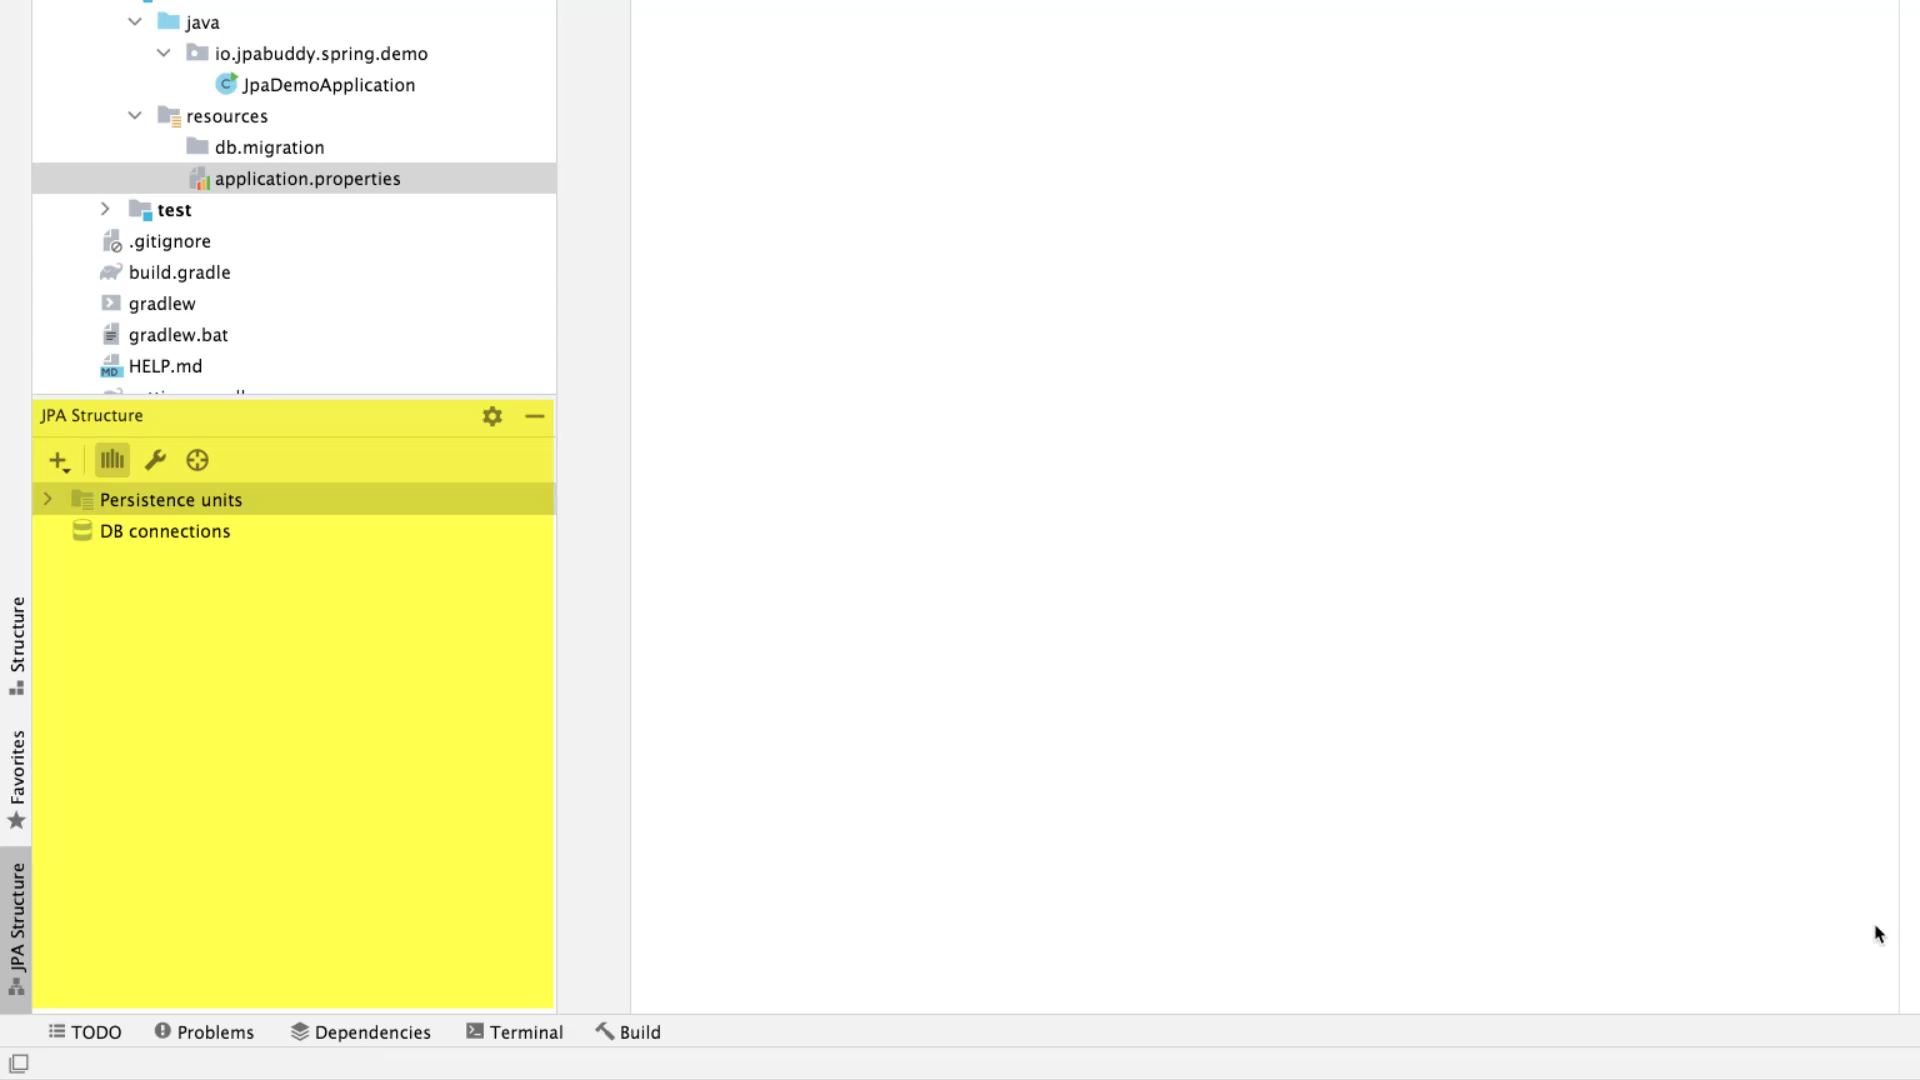 java
io.jpabuddy.spring.demo
C JpaDemoApplication
resources
db.migration
application.properties
test
.gitignore
build.gradle
gradlew
gradlew.bat
MD HELP.md
JPA Structure
Persistence units
DB connections
Structure
Favorites
JPA Structure
TODO Problems Dependencies Terminal Build